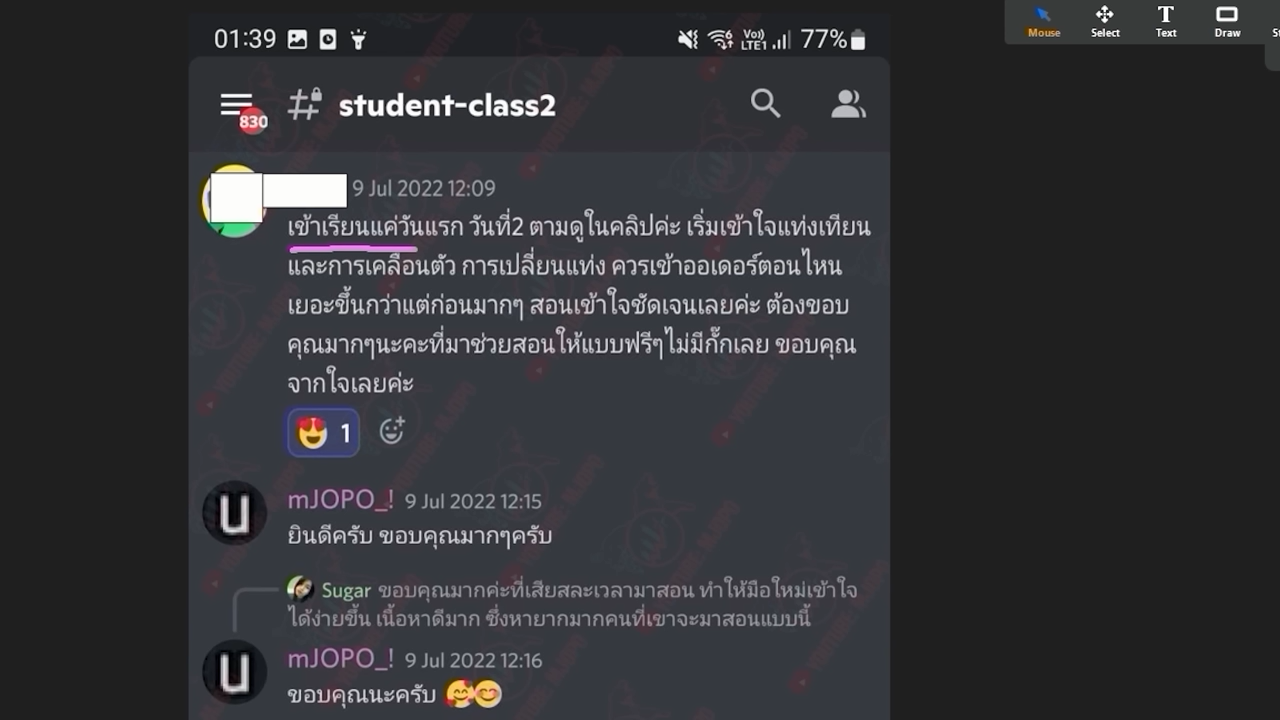 01:39 Vo) LTE1 77%
Mouse Select Text Draw
830 # student-class2
9 Jul 2022 12:09
เข้าเรียนแค่วันแรก วันที่2 ตามดูในคลิปค่ะ เริ่มเข้าใจแท่งเทียน
และการเคลื่อนตัว การเปลี่ยนแท่ง ควรเข้าออเดอร์ตอนไหน
เยอะขึ้นกว่าแต่ก่อนมากๆ สอนเข้าใจชัดเจนเลยค่ะ ต้องขอบ
คุณมากๆนะคะที่มาช่วยสอนให้แบบฟรีๆไม่มีกั๊กเลย ขอบคุณ
จากใจเลยค่ะ
1
mJOPO_! 9 Jul 2022 12:15
ยินดีครับ ขอบคุณมากๆครับ
Sugar ขอบคุณมากค่ะที่เสียสละเวลามาสอน ทำให้มือใหม่เข้าใจ
ได้ง่ายขึ้น เนื้อหาดีมาก ซึ่งหายากมากคนที่เขาจะมาสอนแบบนี้
mJOPO_! 9 Jul 2022 12:16
ขอบคุณนะครับ